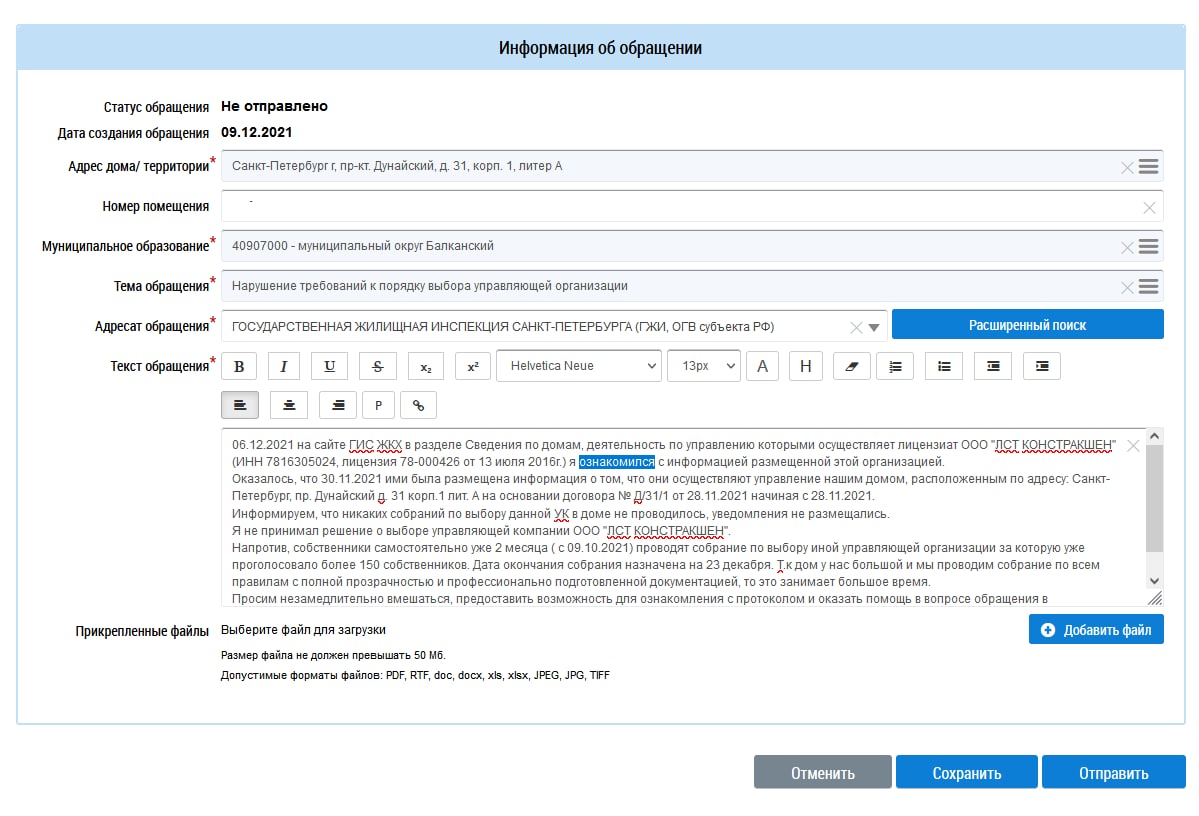 Информация об обращении
Статус обращения Не отправлено
Дата создания обращения 09.12.2021
Адрес дома/ территории* Санкт-Петербург г, пр-кт. Дунайский, д. 31, корп. 1, литер А
Номер помещения -
Муниципальное образование* 40907000 - муниципальный округ Балканский
Тема обращения* Нарушение требований к порядку выбора управляющей организации
Адресат обращения* ГОСУДАРСТВЕННАЯ ЖИЛИЩНАЯ ИНСПЕКЦИЯ САНКТ-ПЕТЕРБУРГА (ГЖИ, ОГВ субъекта РФ) Расширенный поиск
Текст обращения* B I U S x₂ x² Helvetica Neue 13px A H
P
06.12.2021 на сайте ГИС ЖКХ в разделе Сведения по домам, деятельность по управлению которыми осуществляет лицензиат ООО "ЛСТ КОНСТРАКШЕН"
(ИНН 7816305024, лицензия 78-000426 от 13 июля 2016г.) я ознакомился с информацией размещенной этой организацией.
Оказалось, что 30.11.2021 ими была размещена информация о том, что они осуществляют управление нашим домом, расположенным по адресу: Санкт-
Петербург, пр. Дунайский д. 31 корп.1 лит. А на основании договора № Д/31/1 от 28.11.2021 начиная с 28.11.2021.
Информируем, что никаких собраний по выбору данной УК в доме не проводилось, уведомления не размещались.
Я не принимал решение о выборе управляющей компании ООО "ЛСТ КОНСТРАКШЕН".
Напротив, собственники самостоятельно уже 2 месяца ( с 09.10.2021) проводят собрание по выбору иной управляющей организации за которую уже
проголосовало более 150 собственников. Дата окончания собрания назначена на 23 декабря. Т.к дом у нас большой и мы проводим собрание по всем
правилам с полной прозрачностью и профессионально подготовленной документацией, то это занимает большое время.
Просим незамедлительно вмешаться, предоставить возможность для ознакомления с протоколом и оказать помощь в вопросе обращения в
Прикрепленные файлы Выберите файл для загрузки Добавить файл
Размер файла не должен превышать 50 Мб.
Допустимые форматы файлов: PDF, RTF, doc, docx, xls, xlsx, JPEG, JPG, TIFF
Отменить Сохранить Отправить